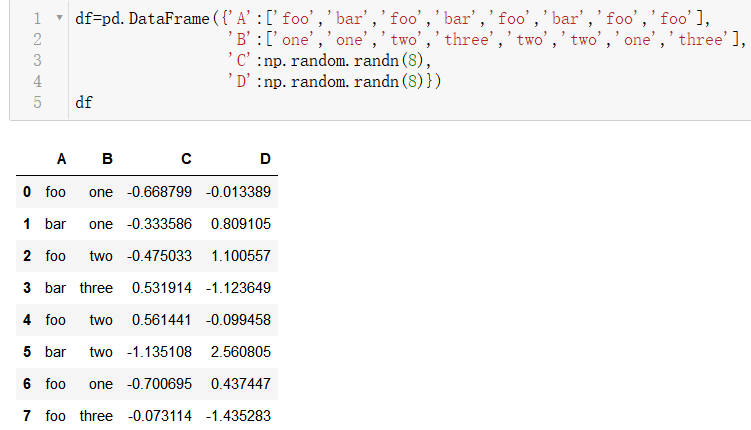 1 df=pd.DataFrame({'A':['foo','bar','foo','bar','foo','bar','foo','foo'],
2 'B':['one','one','two','three','two','two','one','three'],
3 'C':np.random.randn(8),
4 'D':np.random.randn(8)})
5 df
A B C D
0 foo one -0.668799 -0.013389
1 bar one -0.333586 0.809105
2 foo two -0.475033 1.100557
3 bar three 0.531914 -1.123649
4 foo two 0.561441 -0.099458
5 bar two -1.135108 2.560805
6 foo one -0.700695 0.437447
7 foo three -0.073114 -1.435283